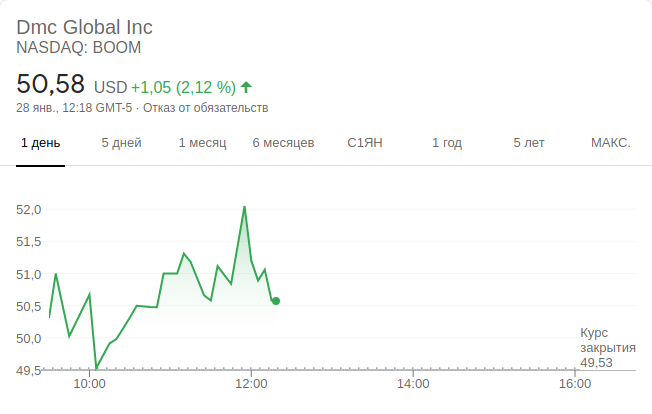 Dmc Global Inc
NASDAQ: BOOM
50,58 USD +1,05 (2,12 %)
28 янв., 12:18 GMT-5 · Отказ от обязательств
1 день 5 дней 1 месяц 6 месяцев С1ЯН 1 год 5 лет МАКС.
52,0
51,5
51,0
50,5
50,0
49,5
Курс
закрытия
49,53
10:00 12:00 14:00 16:00